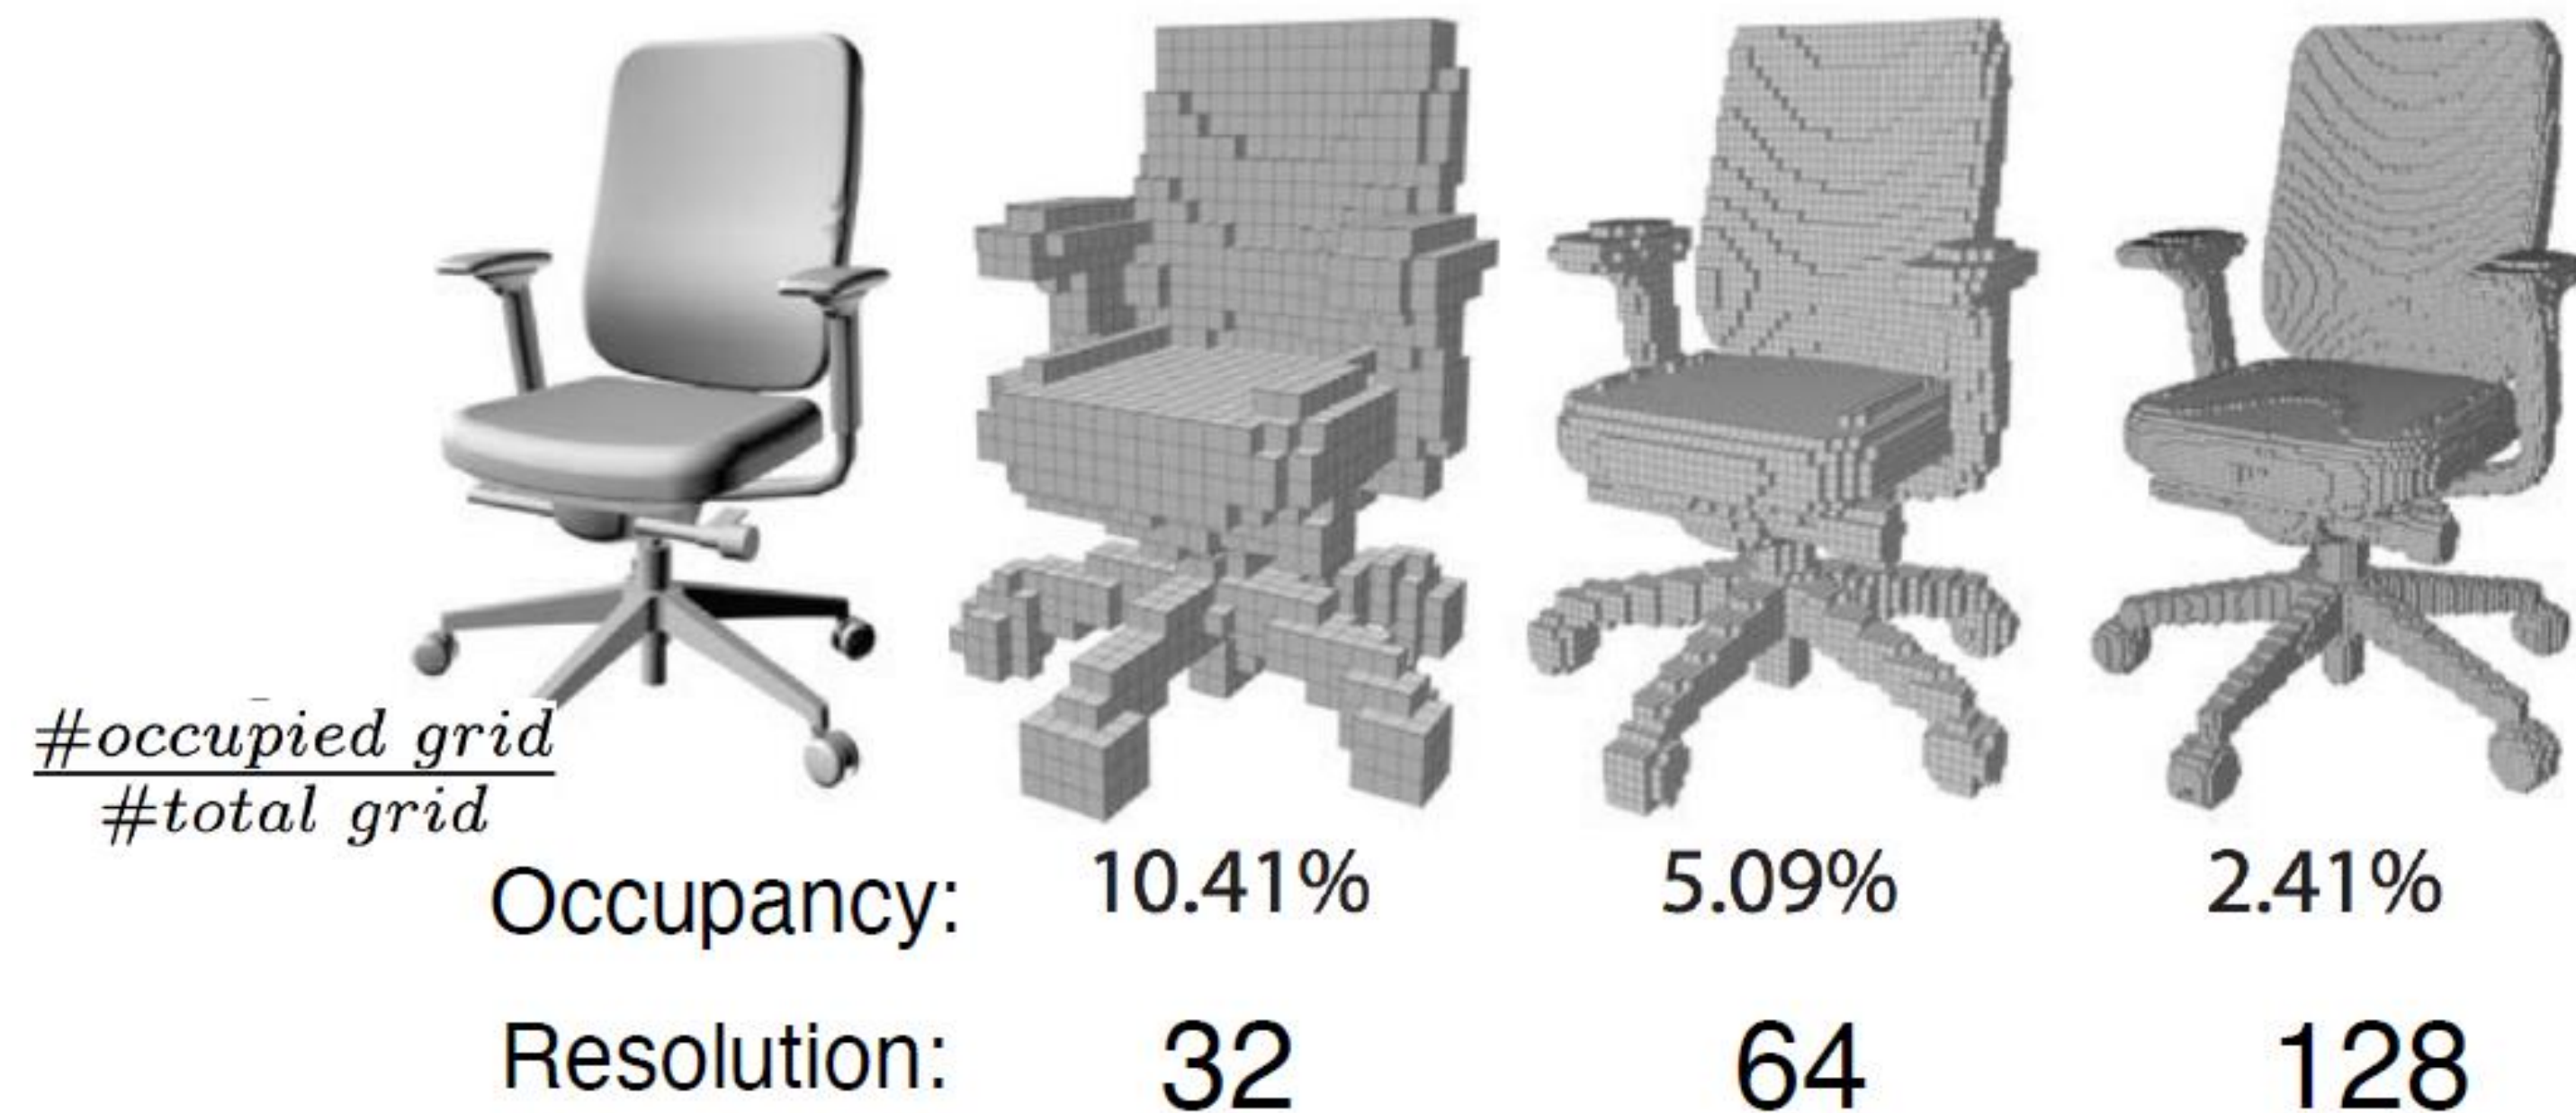 #occupied grid
#total grid
Occupancy: 10.41% 5.09% 2.41%
Resolution: 32 64 128